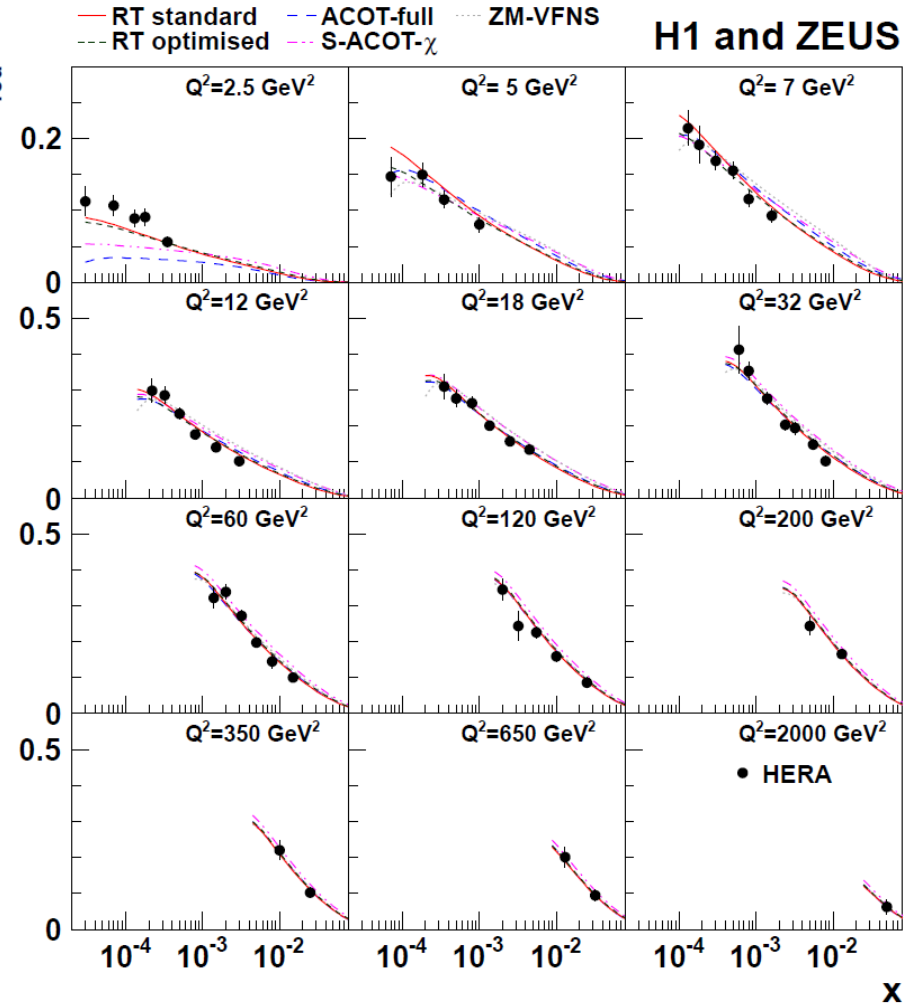 RT standard ACOT-full ZM-VFNS
RT optimised S-ACOT-χ
H1 and ZEUS
Q²=2.5 GeV² Q²= 5 GeV² Q²= 7 GeV²
0.2
0
Q²=12 GeV² Q²=18 GeV² Q²=32 GeV²
0.5
0
Q²=60 GeV² Q²=120 GeV² Q²=200 GeV²
0.5
0
Q²=350 GeV² Q²=650 GeV² Q²=2000 GeV²
0.5
HERA
0
10⁻⁴ 10⁻³ 10⁻² 10⁻⁴ 10⁻³ 10⁻² 10⁻⁴ 10⁻³ 10⁻²
x